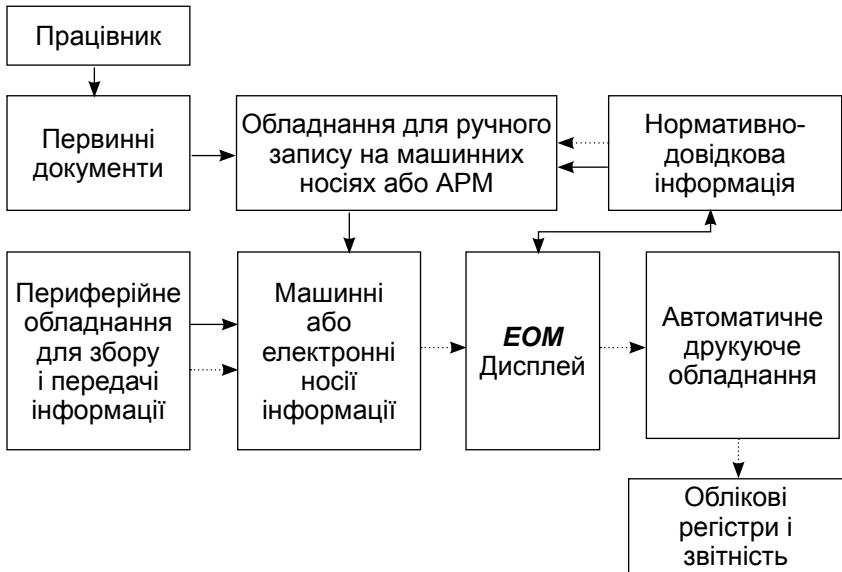 Працівник
Первинні
документи
Обладнання для ручного
запису на машинних
носіях або АРМ
Нормативно-
довідкова
інформація
Периферійне
обладнання
для збору
і передачі
інформації
Машинні
або
електронні
носії
інформації
ЕОМ
Дисплей
Автоматичне
друкуюче
обладнання
Облікові
регістри і
звітність